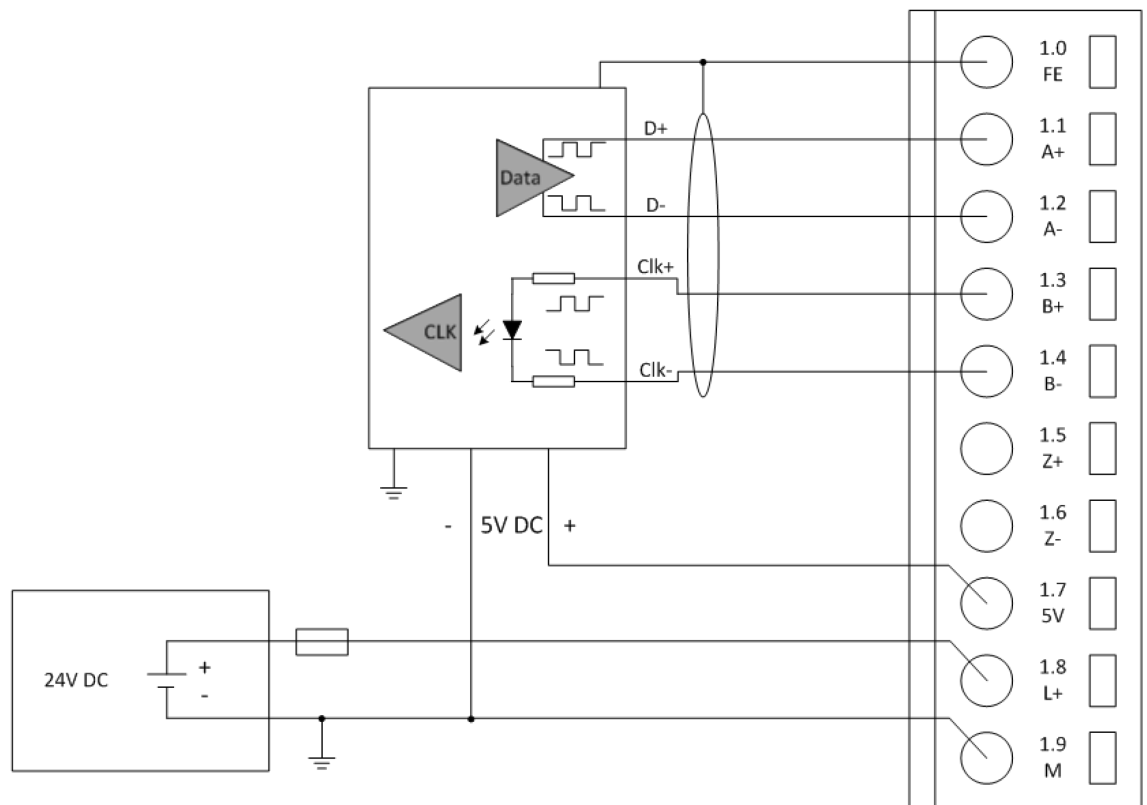 1.0
FE
D+
1.1
A+
Data
D-
1.2
A-
Clk+
1.3
B+
CLK
Clk-
1.4
B-
1.5
Z+
- 5V DC +
1.6
Z-
1.7
5V
24V DC
+
-
1.8
L+
1.9
M